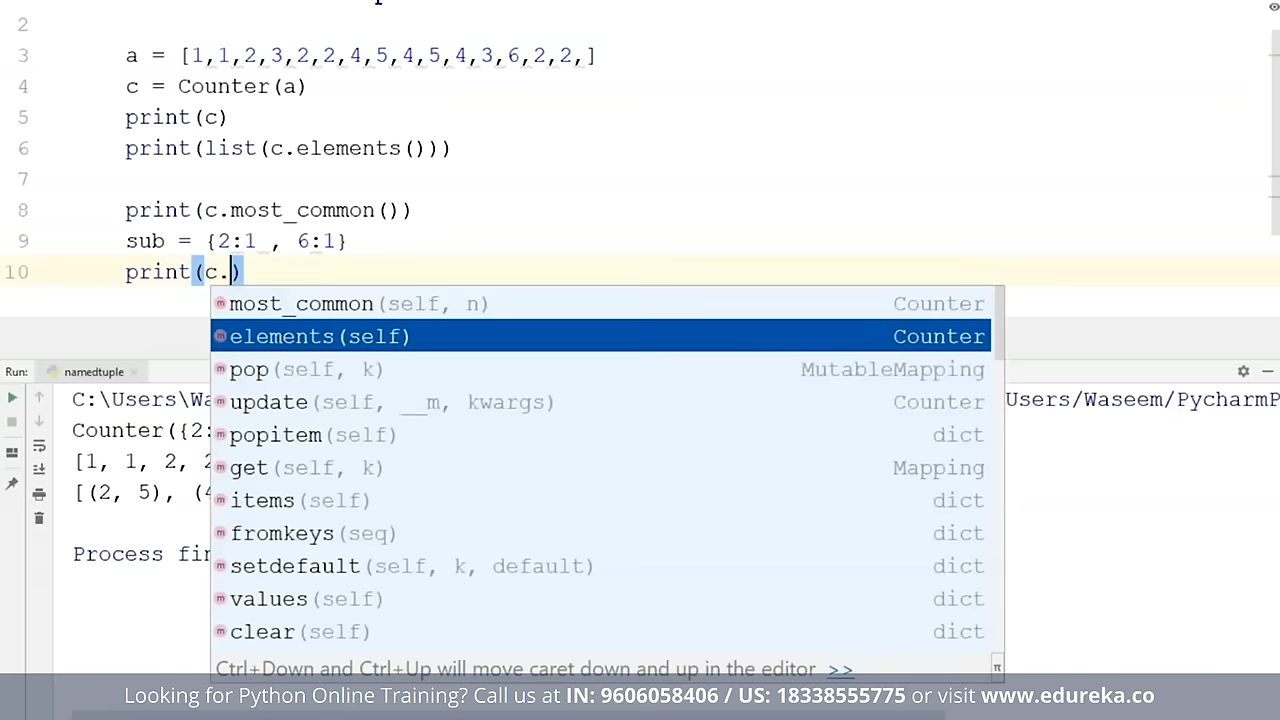 2
3 a = [1,1,2,3,2,2,4,5,4,5,4,3,6,2,2,]
4 c = Counter(a)
5 print(c)
6 print(list(c.elements()))
7
8 print(c.most_common())
9 sub = {2:1 , 6:1}
10 print(c.)
most_common(self, n) Counter
elements(self) Counter
pop(self, k) MutableMapping
update(self, __m, kwargs) Counter
popitem(self) dict
get(self, k) Mapping
items(self) dict
fromkeys(seq) dict
setdefault(self, k, default) dict
values(self) dict
clear(self) dict
Ctrl+Down and Ctrl+Up will move caret down and up in the editor >>
Run: namedtuple
C:\Users\Wa Users/Waseem/PycharmP
Counter({2:
[1, 1, 2, 2
[(2, 5), (4
Process fin
Looking for Python Online Training? Call us at IN: 9606058406 / US: 18338555775 or visit www.edureka.co